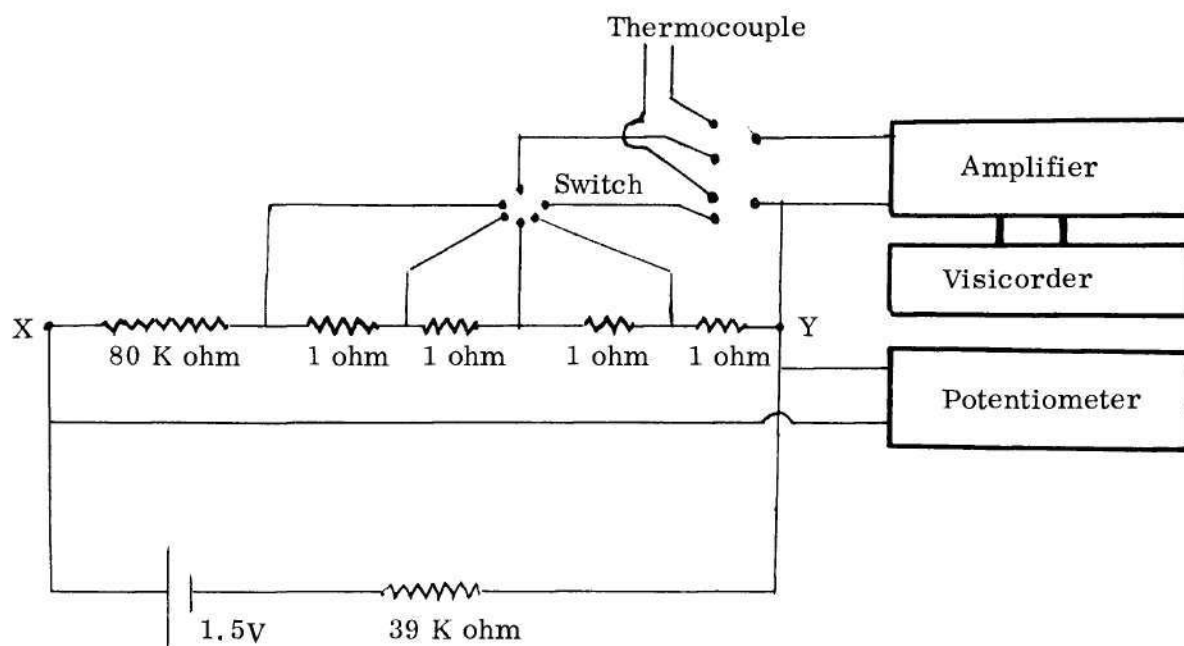 Thermocouple
Switch
Amplifier
Visicorder
X
Y
80 K ohm
1 ohm
1 ohm
1 ohm
1 ohm
Potentiometer
1.5V
39 K ohm